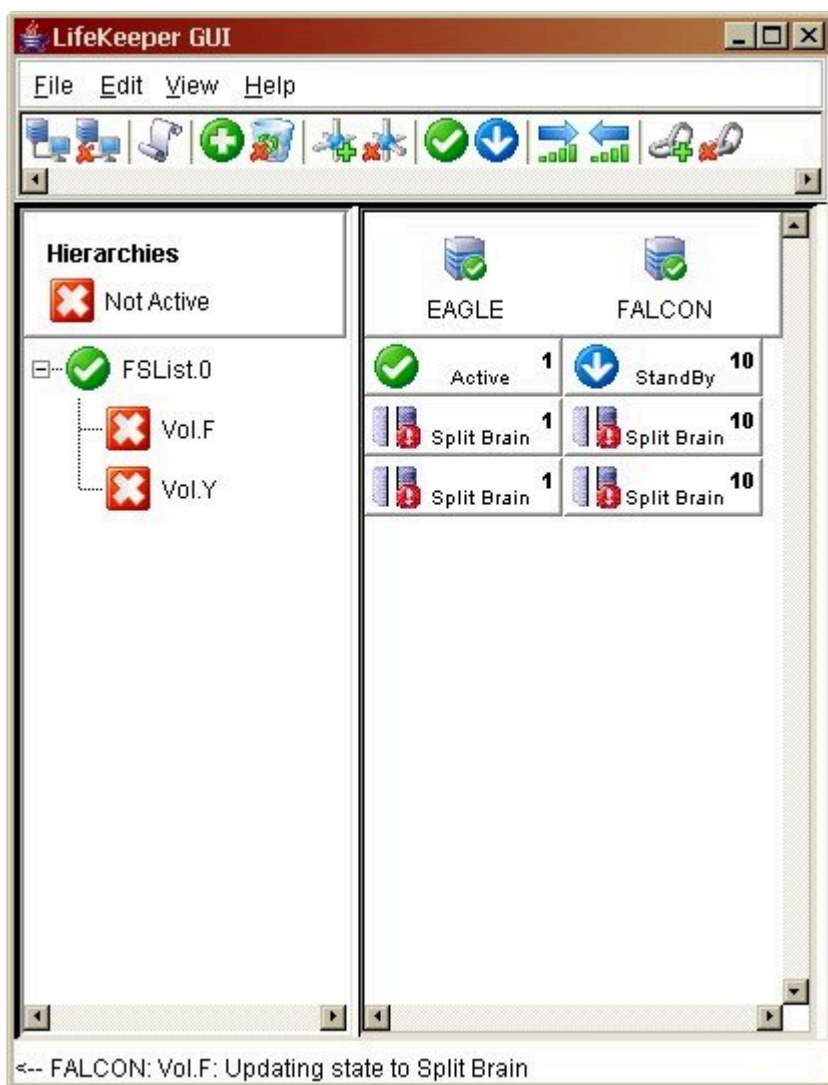 LifeKeeper GUI
File Edit View Help
Hierarchies
Not Active
EAGLE FALCON
FSList.0 Active 1 StandBy 10
Vol.F Split Brain 1 Split Brain 10
Vol.Y Split Brain 1 Split Brain 10
<-- FALCON: Vol.F: Updating state to Split Brain